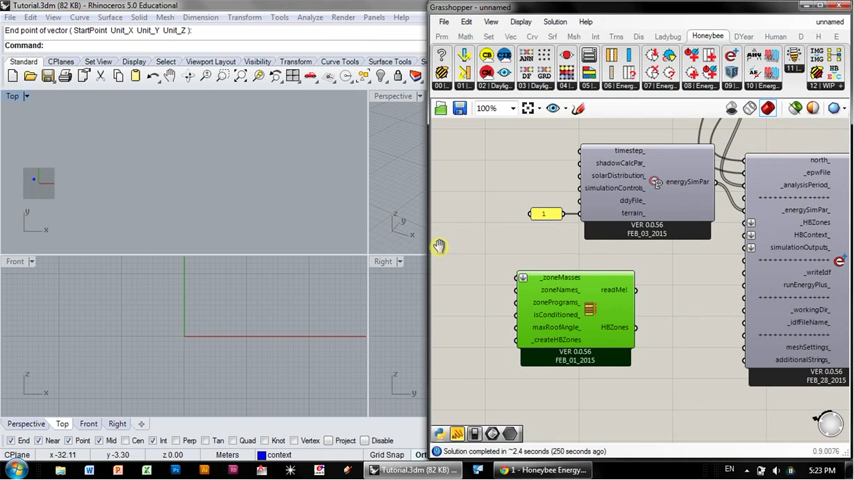 Tutorial.3dm (82 KB) - Rhinoceros 5.0 Educational
Edit View Curve Surface Solid Mesh Dimension Transform Tools Analyze Render
End point of vector ( StartPoint Unit_X Unit_Y Unit_Z ):
Command:
Standard CPlanes Set View Display Select Viewport Layout Visibility Transform Curve Tools Surface Tools
Top
Perspective
y
x
Front
Right
z
x
z
y
Perspective Top Front Right
End Near Point Mid Cen Int Perp Tan Quad Knot Vertex Project Disable
CPlane x -32.11 y -3.30 z 0.00 context Grid Snap Ortho
Grasshopper - unnamed
File Edit View Display Solution Help unnamed
Prm Math Set Vec Crv Srf Msh Int Trns Dis Ladybug Honeybee DYear Human D H E
100%
timestep_
shadowCalcPar_
solarDistribution_
simulationControls_
ddyFile_
terrain_
energySimPar
VER 0.0.56
FEB_03_2015
1
_zoneMasses
zoneNames_
zonePrograms_
isConditioned_
maxRoofAngle_
_createHBZones
readMe!
HBZones
VER 0.0.56
FEB_01_2015
north_
_epwFile
_analysisPeriod
_energySimPar
_HBZones
HBContext_
simulationOutputs_
_writeIdf
runEnergyPlus_
_workingDir_
_idfFileName_
meshSettings_
additionalStrings_
VER 0.0.56
FEB_28_2015
Solution completed in ~2.4 seconds (250 seconds ago)
0.9.0076
Tutorial.3dm (82 KB) ...
1 - Honeybee Energy...
EN
5:23 PM